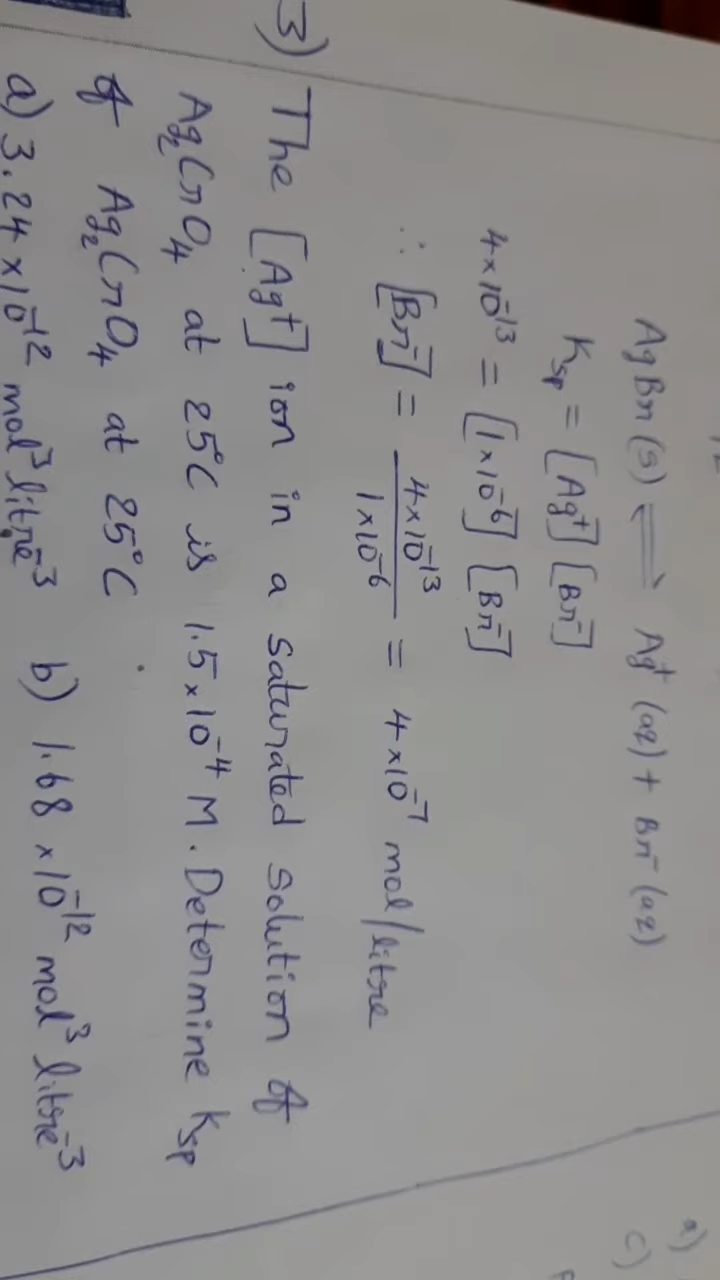 AgBr(s) ⇌ Ag⁺ (aq) + Br⁻ (aq)
Ksp = [Ag⁺] [Br⁻]
4×10⁻¹³ = [1×10⁻⁶] [Br⁻]
∴ [Br⁻] = 4×10⁻¹³ / 1×10⁻⁶ = 4×10⁻⁷ mol/litre
3) The [Ag⁺] ion in a saturated solution of
Ag₂CrO₄ at 25°C is 1.5×10⁻⁴ M. Determine Ksp
of Ag₂CrO₄ at 25°C
a) 3.24×10⁻¹² mol³ litre⁻³ b) 1.68×10⁻¹² mol³ litre⁻³
a)
c)